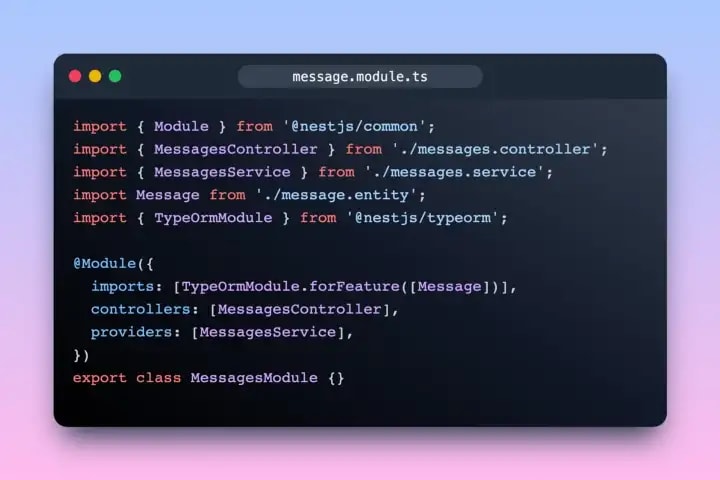 message.module.ts
import { Module } from '@nestjs/common';
import { MessagesController } from './messages.controller';
import { MessagesService } from './messages.service';
import Message from './message.entity';
import { TypeOrmModule } from '@nestjs/typeorm';

@Module({
  imports: [TypeOrmModule.forFeature([Message])],
  controllers: [MessagesController],
  providers: [MessagesService],
})
export class MessagesModule {}